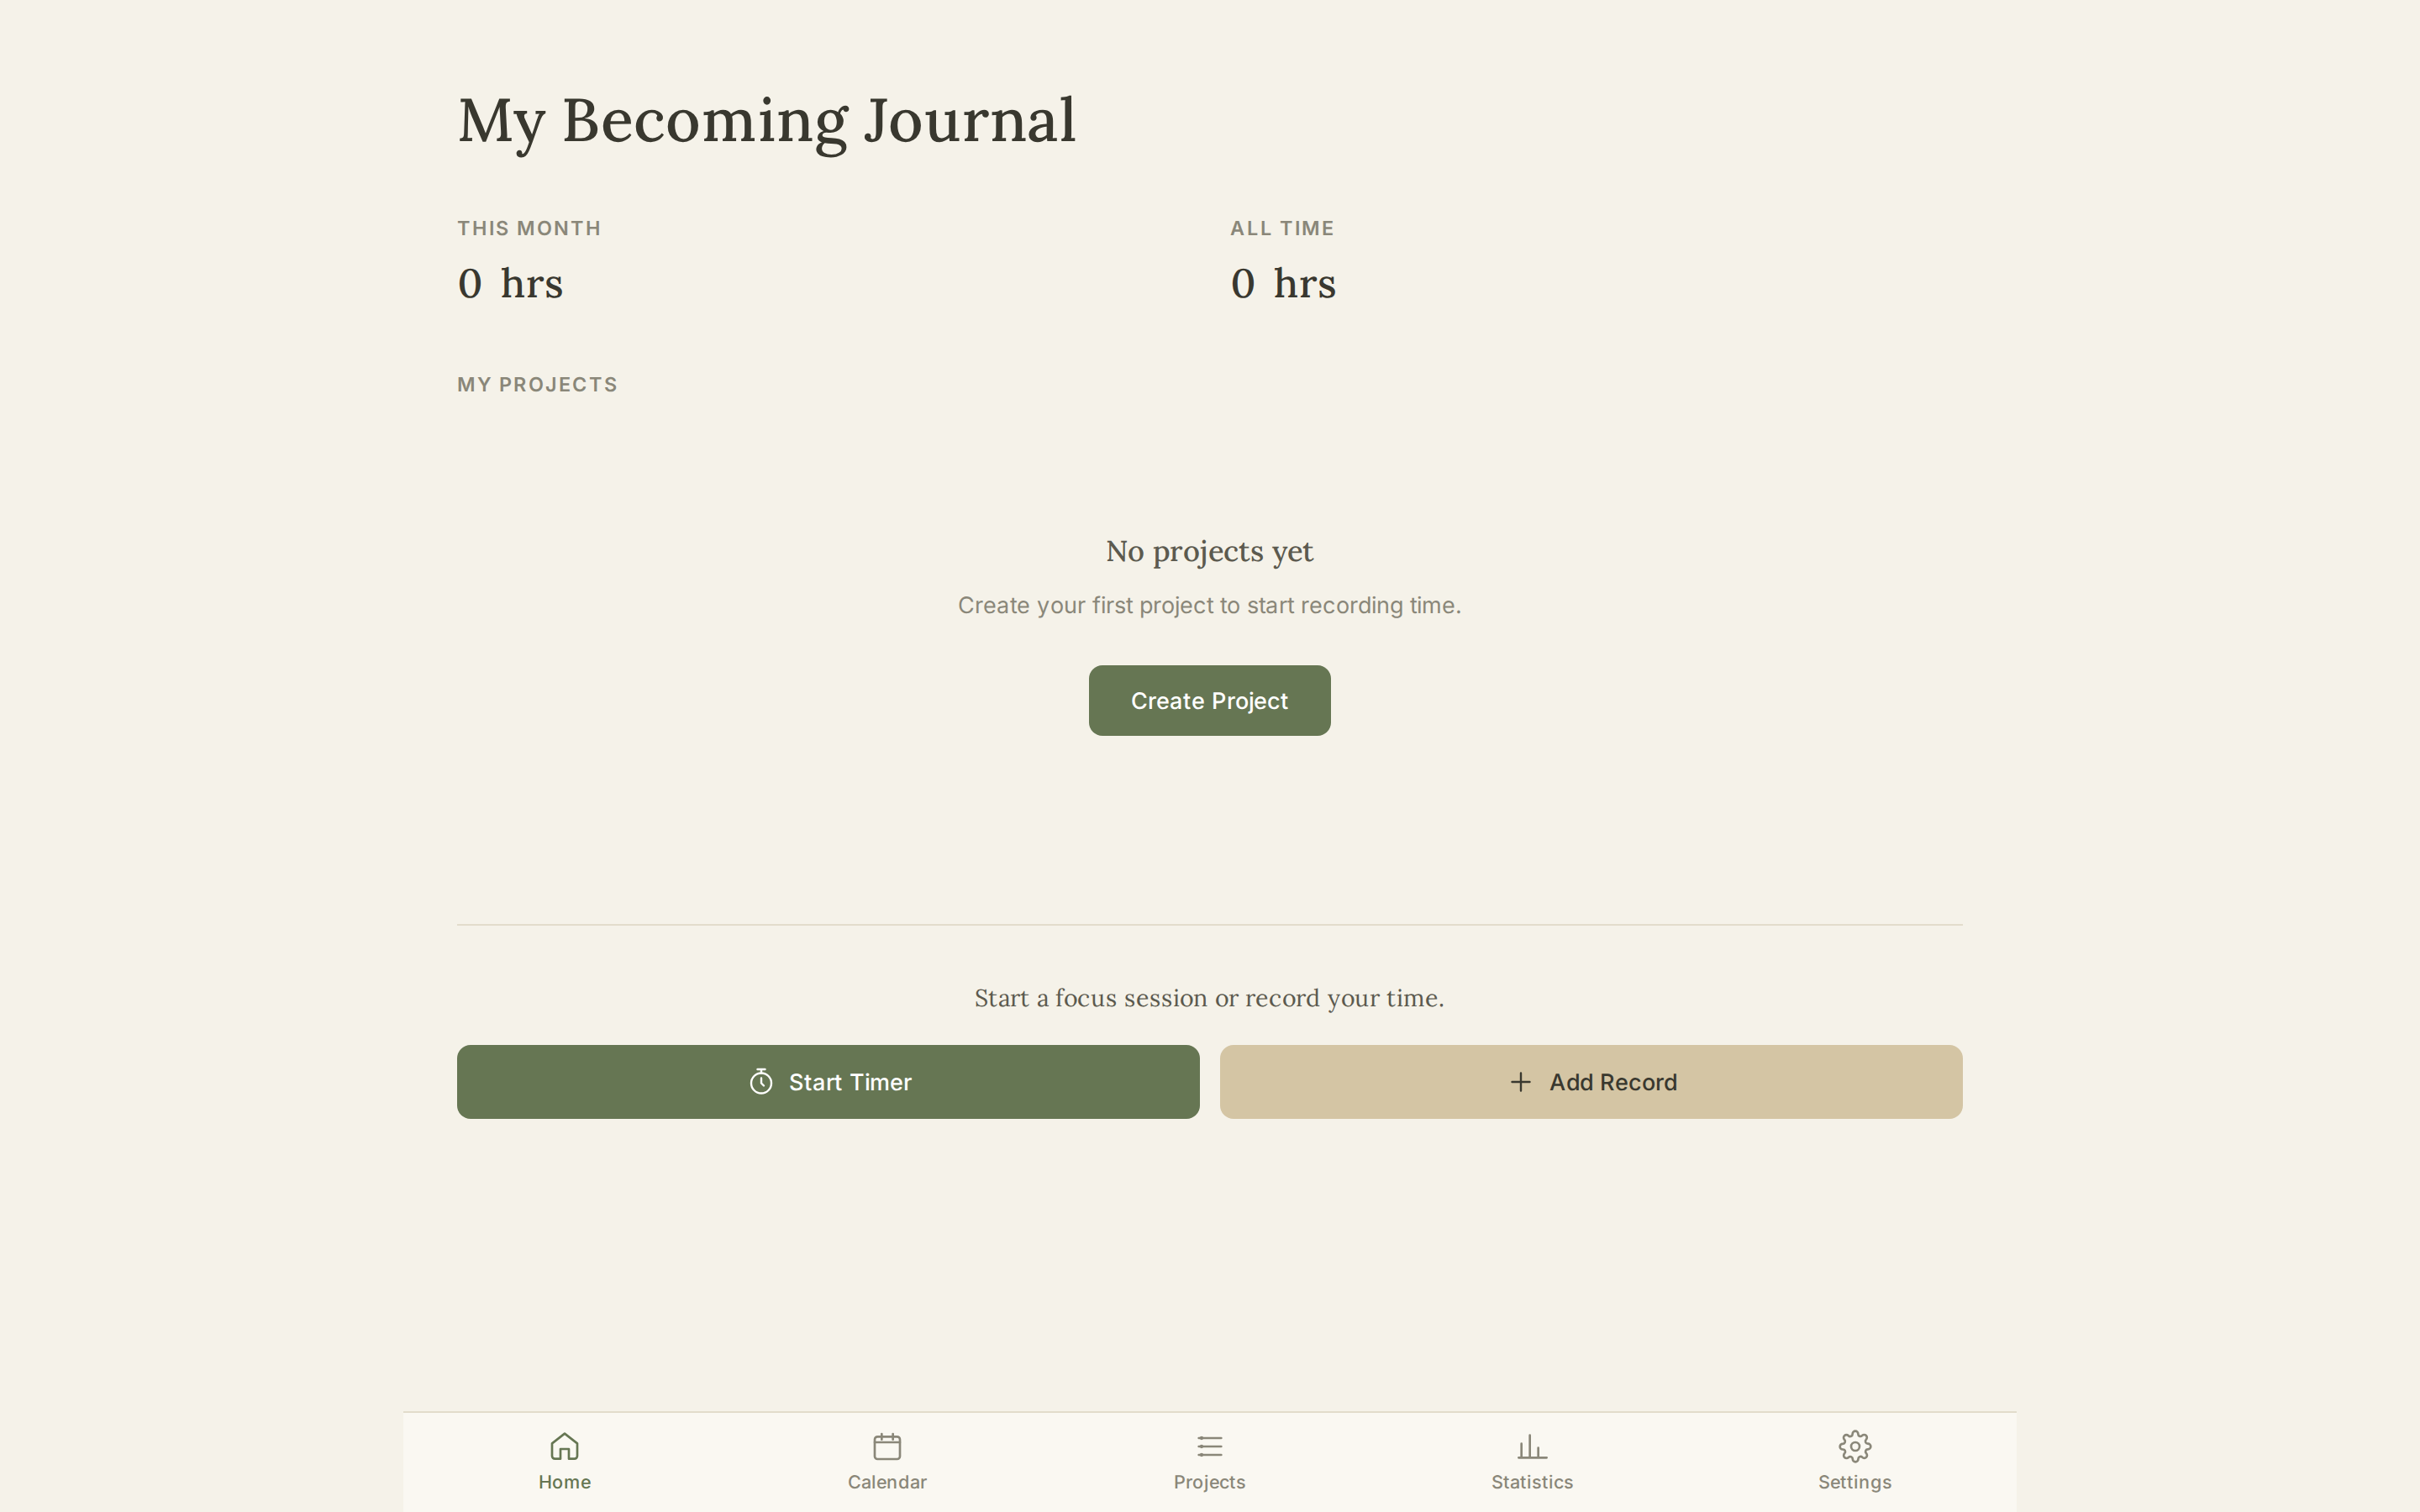 My Becoming Journal
THIS MONTH
0 hrs
ALL TIME
0 hrs
MY PROJECTS
No projects yet
Create your first project to start recording time.
Create Project
Start a focus session or record your time.
Start Timer
Add Record
Home
Calendar
Projects
Statistics
Settings